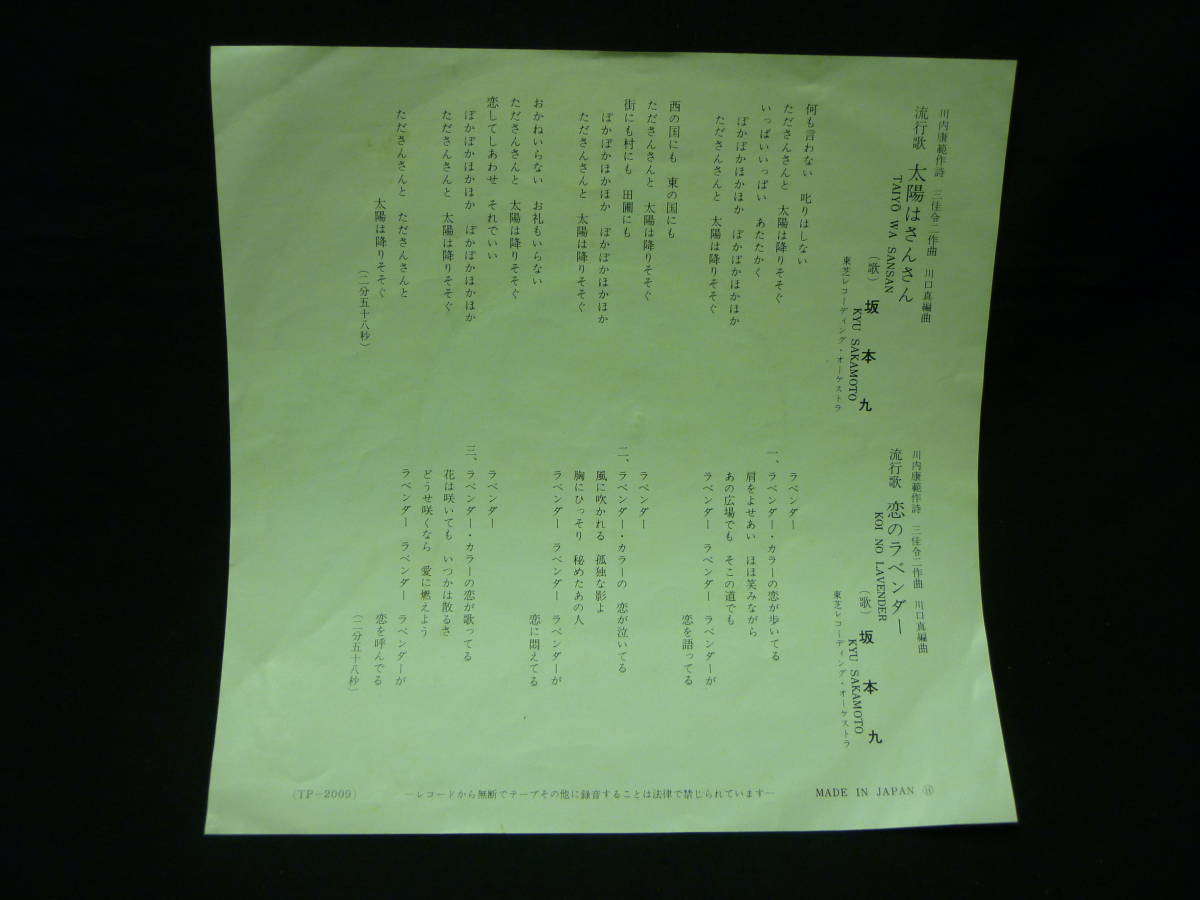 川内康範作詩　三佳令二作曲　川口真編曲
流行歌　太陽はさんさん
TAIYŌ WA SANSAN
（歌）坂本九
KYU SAKAMOTO
東芝レコーディング・オーケストラ
何も言わない　叱りはしない
たださんさんと　太陽は降りそそぐ
いっぱいいっぱい　あたたかく
ぽかぽかほかほか　ぽかぽかほかほか
たださんさんと　太陽は降りそそぐ
西の国にも　東の国にも
たださんさんと　太陽は降りそそぐ
街にも村にも　田圃にも
ぽかぽかほかほか　ぽかぽかほかほか
たださんさんと　太陽は降りそそぐ
おかねいらない　お礼もいらない
たださんさんと　太陽は降りそそぐ
恋してしあわせ　それでいい
ぽかぽかほかほか　ぽかぽかほかほか
たださんさんと　太陽は降りそそぐ
たださんさんと　たださんさんと
太陽は降りそそぐ
（二分五十八秒）
川内康範作詩　三佳令二作曲　川口真編曲
流行歌　恋のラベンダー
KOI NO LAVENDER
（歌）坂本九
KYU SAKAMOTO
東芝レコーディング・オーケストラ
ラベンダー
一、ラベンダー・カラーの恋が歩いてる
肩をよせあい　ほほ笑みながら
あの広場でも　そこの道でも
ラベンダー　ラベンダー　ラベンダーが
恋を語ってる
ラベンダー
二、ラベンダー・カラーの　恋が泣いてる
風に吹かれる　孤独な影よ
胸にひっそり　秘めたあの人
ラベンダー　ラベンダー　ラベンダーが
恋に悶えてる
ラベンダー
三、ラベンダー・カラーの恋が歌ってる
花は咲いても　いつかは散るさ
どうせ咲くなら　愛に燃えよう
ラベンダー　ラベンダー　ラベンダーが
恋を呼んでる
（二分五十八秒）
（TP-2009）　―レコードから無断でテープその他に録音することは法律で禁じられています―　MADE IN JAPAN